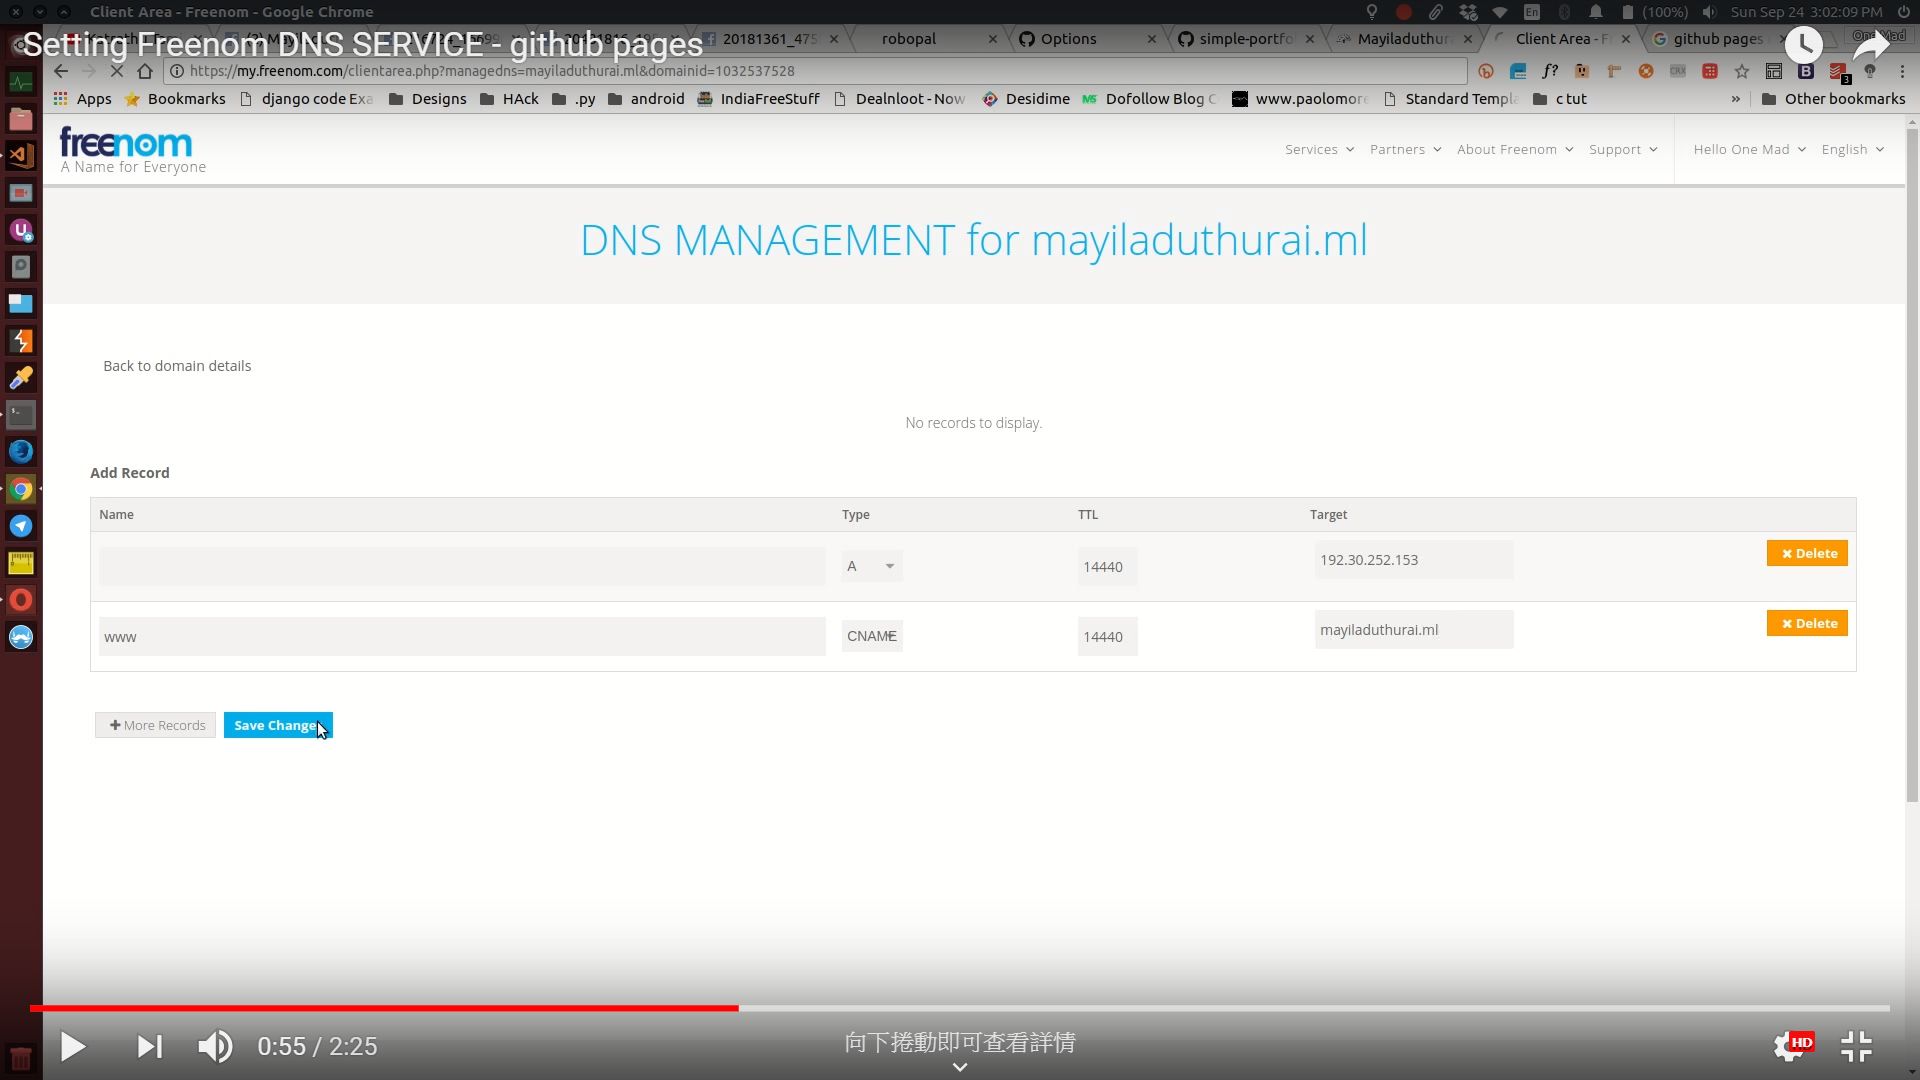 Client Area - Freenom - Google Chrome
En
(100%)
Sun Sep 24 3:02:09 PM
Setting Freenom DNS SERVICE - github pages
20181361_475
robopal
Options
simple-portfo
Mayiladuthur
Client Area - F
github pages
https://my.freenom.com/clientarea.php?managedns=mayiladuthurai.ml&domainid=1032537528
f?
CRX
B
3
Apps
Bookmarks
django code Exa
Designs
HAck
.py
android
IndiaFreeStuff
Dealnloot - Now
Desidime
Dofollow Blog C
www.paolomore
Standard Templa
c tut
»
Other bookmarks
freenom
A Name for Everyone
Services
Partners
About Freenom
Support
Hello One Mad
English
DNS MANAGEMENT for mayiladuthurai.ml
Back to domain details
No records to display.
Add Record
Name Type TTL Target
A 14440 192.30.252.153 Delete
www CNAME 14440 mayiladuthurai.ml Delete
More Records
Save Change
0:55 / 2:25
向下捲動即可查看詳情
HD